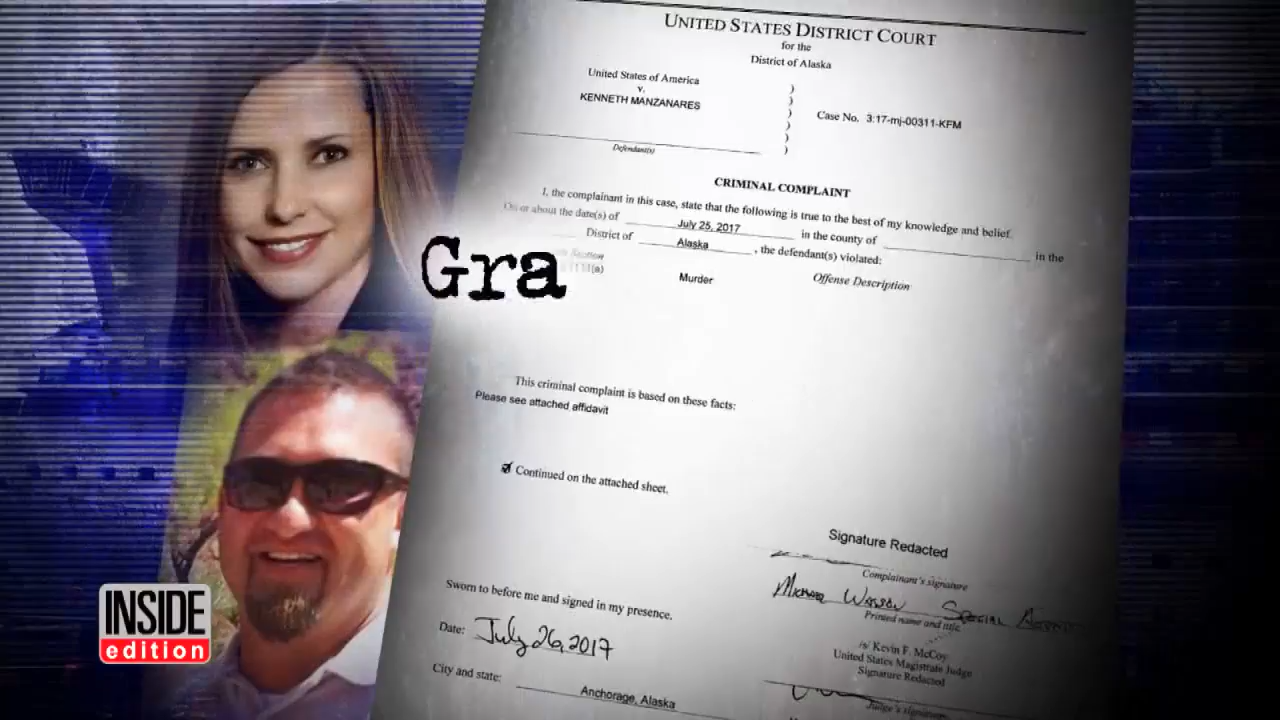 UNITED STATES DISTRICT COURT
for the
District of Alaska
United States of America
v.
KENNETH MANZANARES
)
)
)
)
)
)
Case No. 3:17-mj-00311-KFM
Defendant(s)
CRIMINAL COMPLAINT
I, the complainant in this case, state that the following is true to the best of my knowledge and belief.
On or about the date(s) of July 25, 2017 in the county of in the
District of Alaska , the defendant(s) violated:
Section Offense Description
1111(a) Murder
Gra
This criminal complaint is based on these facts:
Please see attached affidavit
Continued on the attached sheet.
Signature Redacted
Complainant's signature
Michael Watson Special
Printed name and title
Sworn to before me and signed in my presence.
Date: July 26, 2017
/s/ Kevin F. McCoy
United States Magistrate Judge
Signature Redacted
Judge's signature
City and state: Anchorage, Alaska
INSIDE
edition